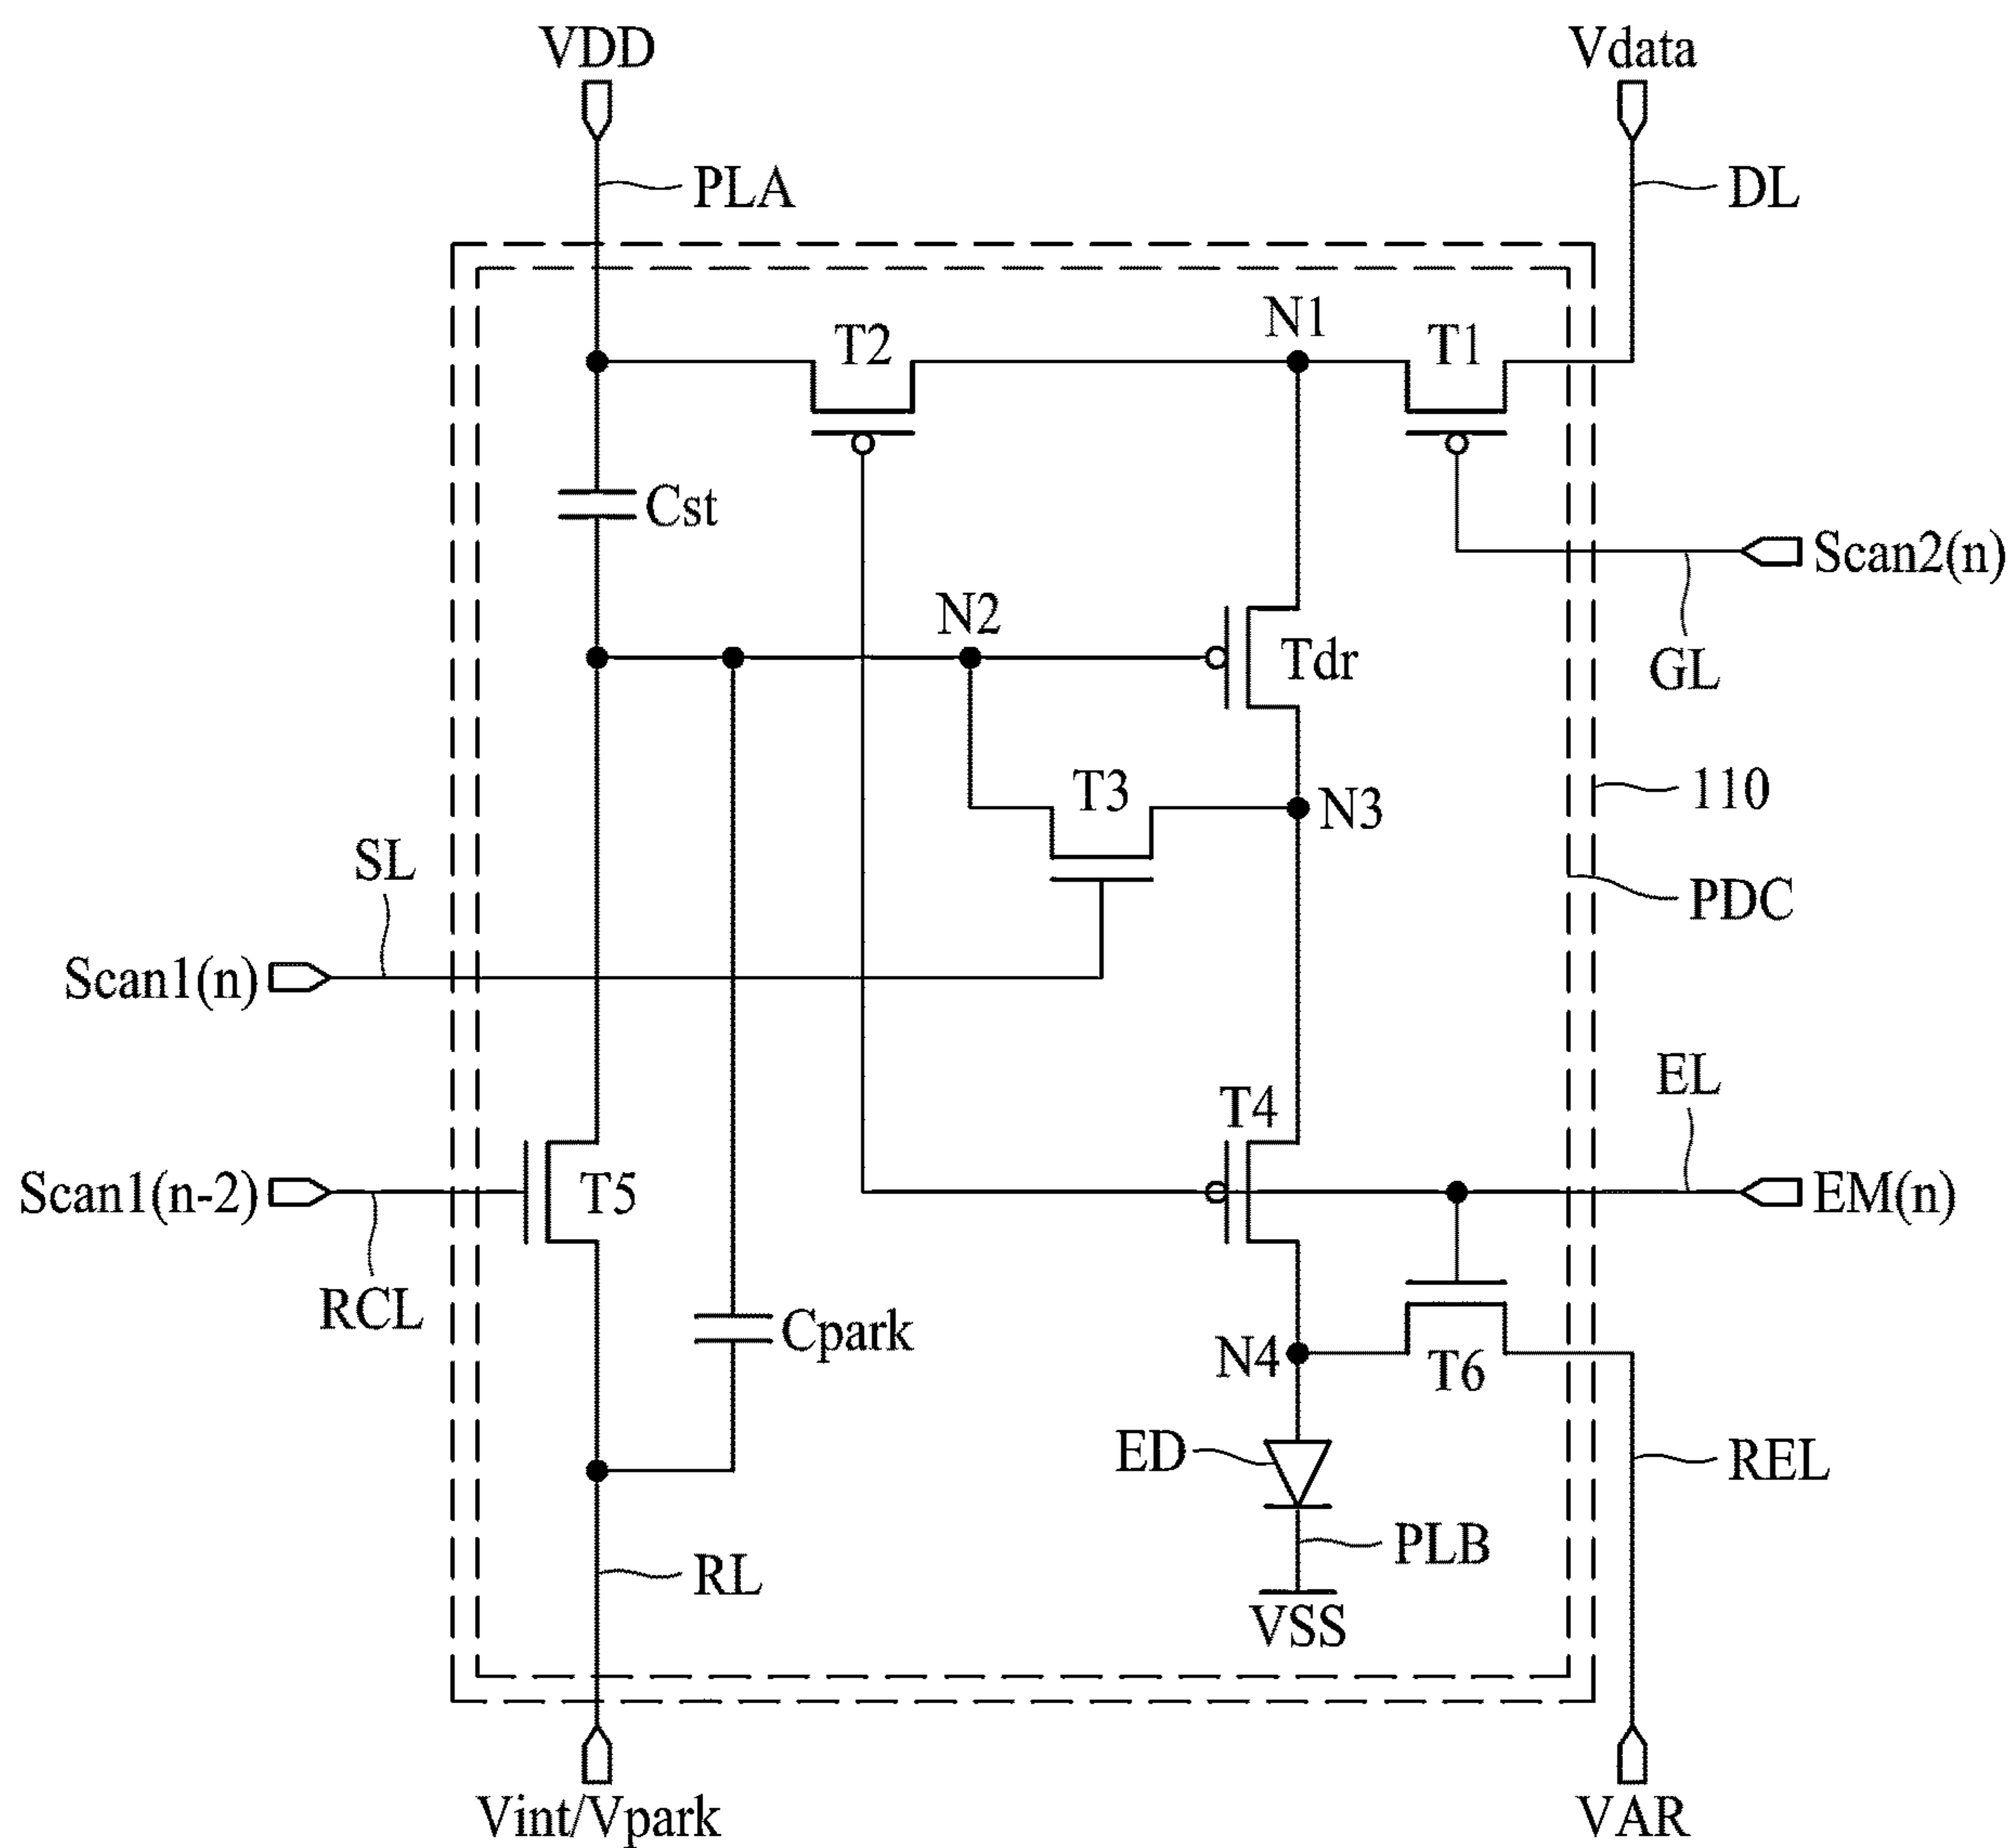 VDD
Vdata
PLA
DL
N1
T2
T1
Cst
Scan2(n)
N2
Tdr
GL
T3
110
N3
SL
PDC
Scan1(n)
EL
T4
Scan1(n-2)
T5
EM(n)
RCL
Cpark
N4
T6
ED
REL
PLB
RL
VSS
Vint/Vpark
VAR